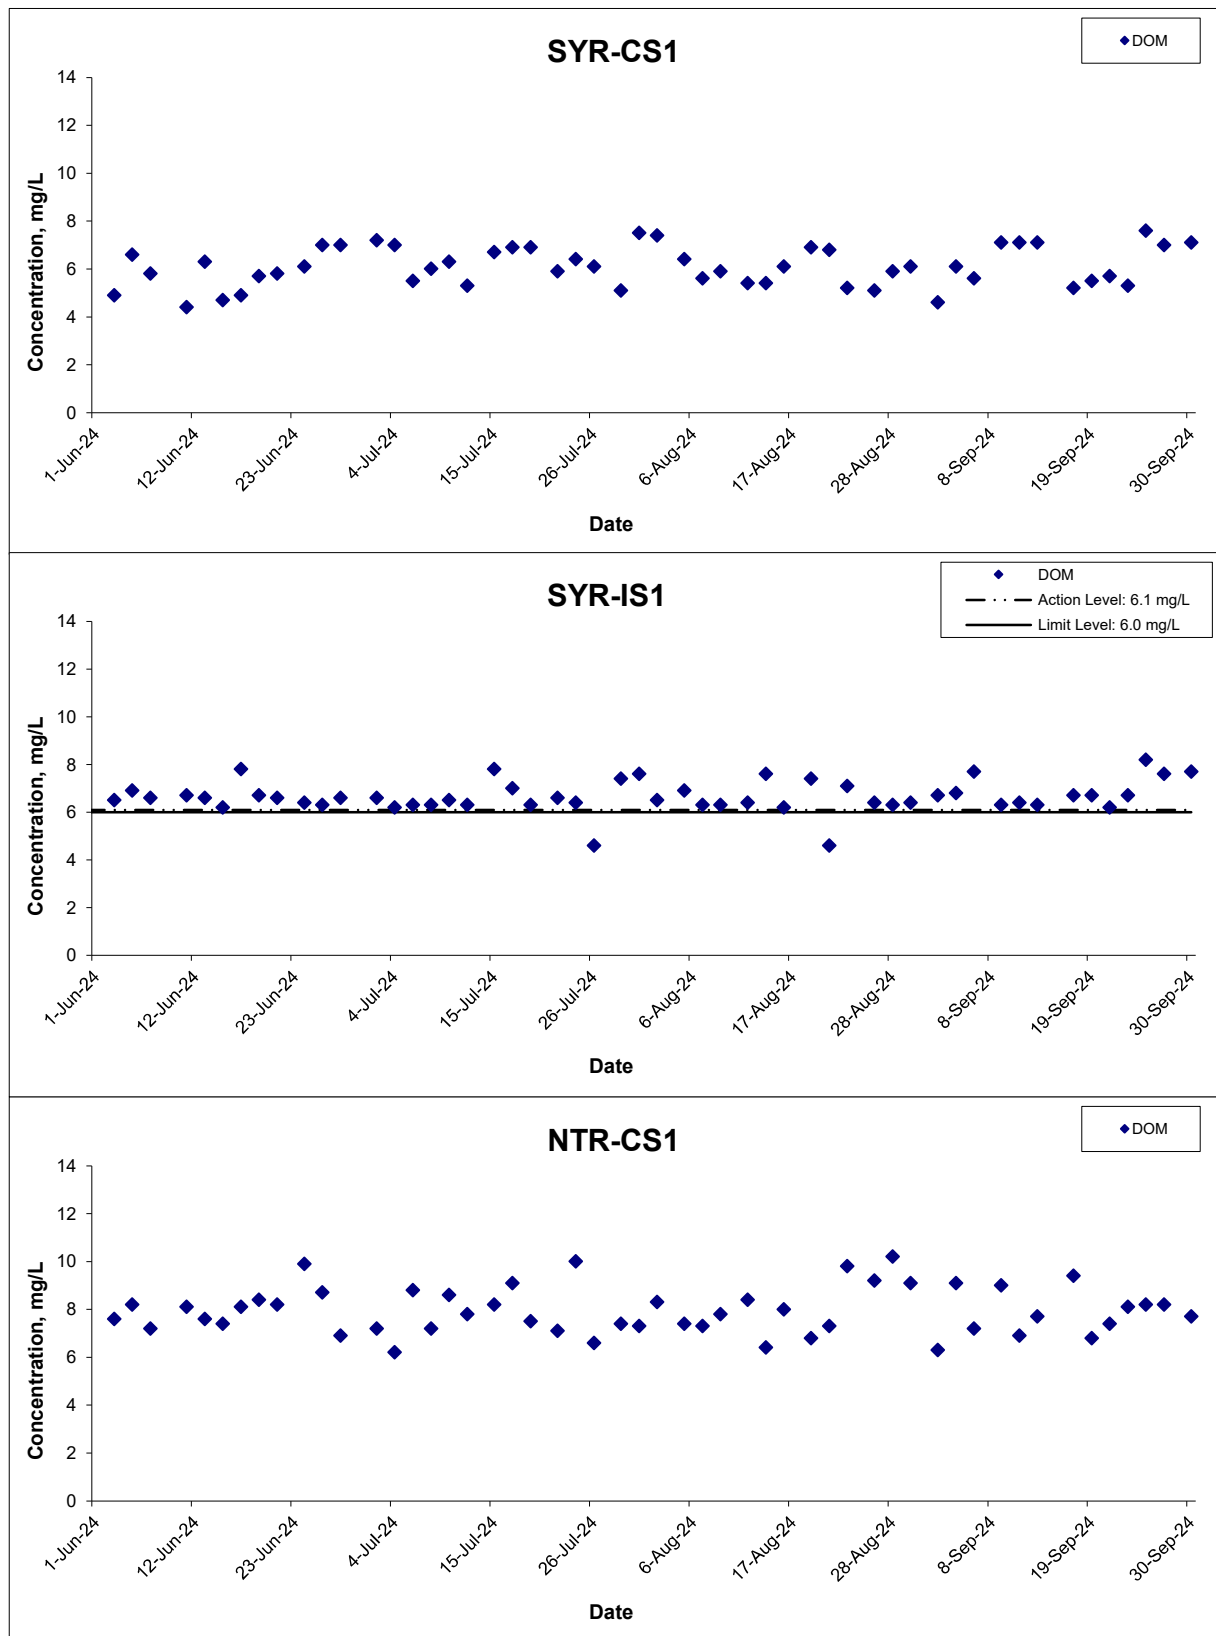 SYR-CS1
DOM
Concentration, mg/L
14
12
10
8
6
4
2
0
1-Jun-24
12-Jun-24
23-Jun-24
4-Jul-24
15-Jul-24
26-Jul-24
6-Aug-24
17-Aug-24
28-Aug-24
8-Sep-24
19-Sep-24
30-Sep-24
Date
SYR-IS1
DOM
Action Level: 6.1 mg/L
Limit Level: 6.0 mg/L
Concentration, mg/L
14
12
10
8
6
4
2
0
1-Jun-24
12-Jun-24
23-Jun-24
4-Jul-24
15-Jul-24
26-Jul-24
6-Aug-24
17-Aug-24
28-Aug-24
8-Sep-24
19-Sep-24
30-Sep-24
Date
NTR-CS1
DOM
Concentration, mg/L
14
12
10
8
6
4
2
0
1-Jun-24
12-Jun-24
23-Jun-24
4-Jul-24
15-Jul-24
26-Jul-24
6-Aug-24
17-Aug-24
28-Aug-24
8-Sep-24
19-Sep-24
30-Sep-24
Date